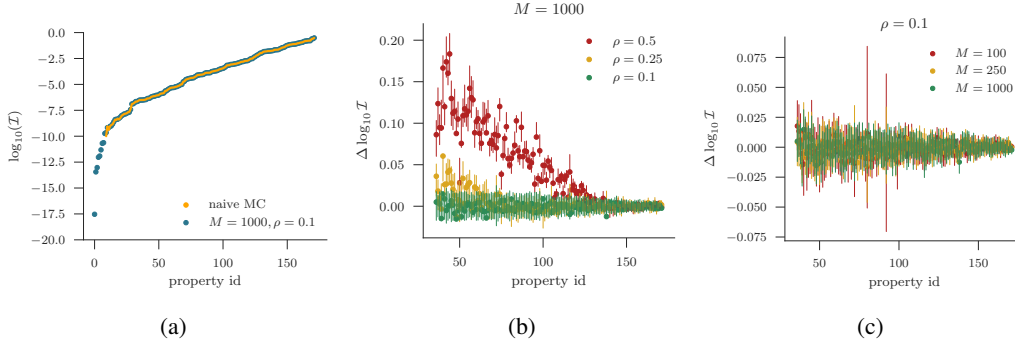 0.0
−2.5
−5.0
−7.5
−10.0
−12.5
−15.0
−17.5
−20.0
log₁₀(ℐ)
naive MC
M = 1000, ρ = 0.1
0 50 100 150
property id
(a)
M = 1000
0.20
0.15
0.10
0.05
0.00
Δ log₁₀ ℐ
ρ = 0.5
ρ = 0.25
ρ = 0.1
50 100 150
property id
(b)
ρ = 0.1
0.075
0.050
0.025
0.000
−0.025
−0.050
−0.075
Δ log₁₀ ℐ
M = 100
M = 250
M = 1000
50 100 150
property id
(c)